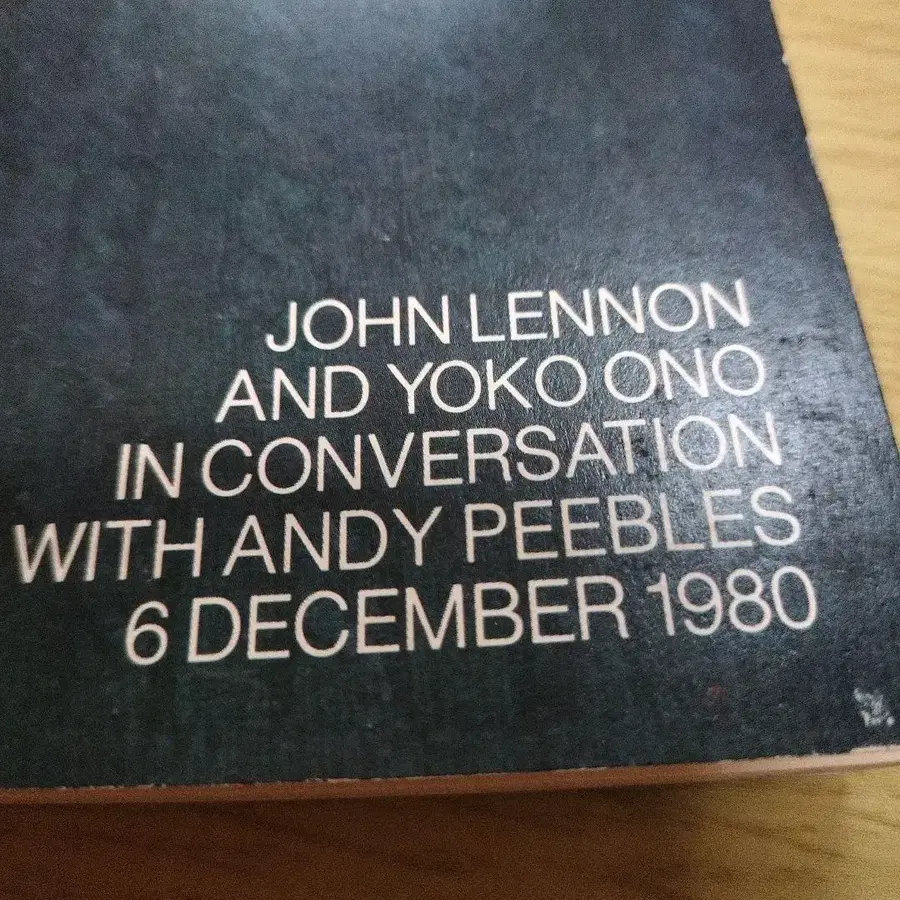 JOHN LENNON
AND YOKO ONO
IN CONVERSATION
WITH ANDY PEEBLES
6 DECEMBER 1980